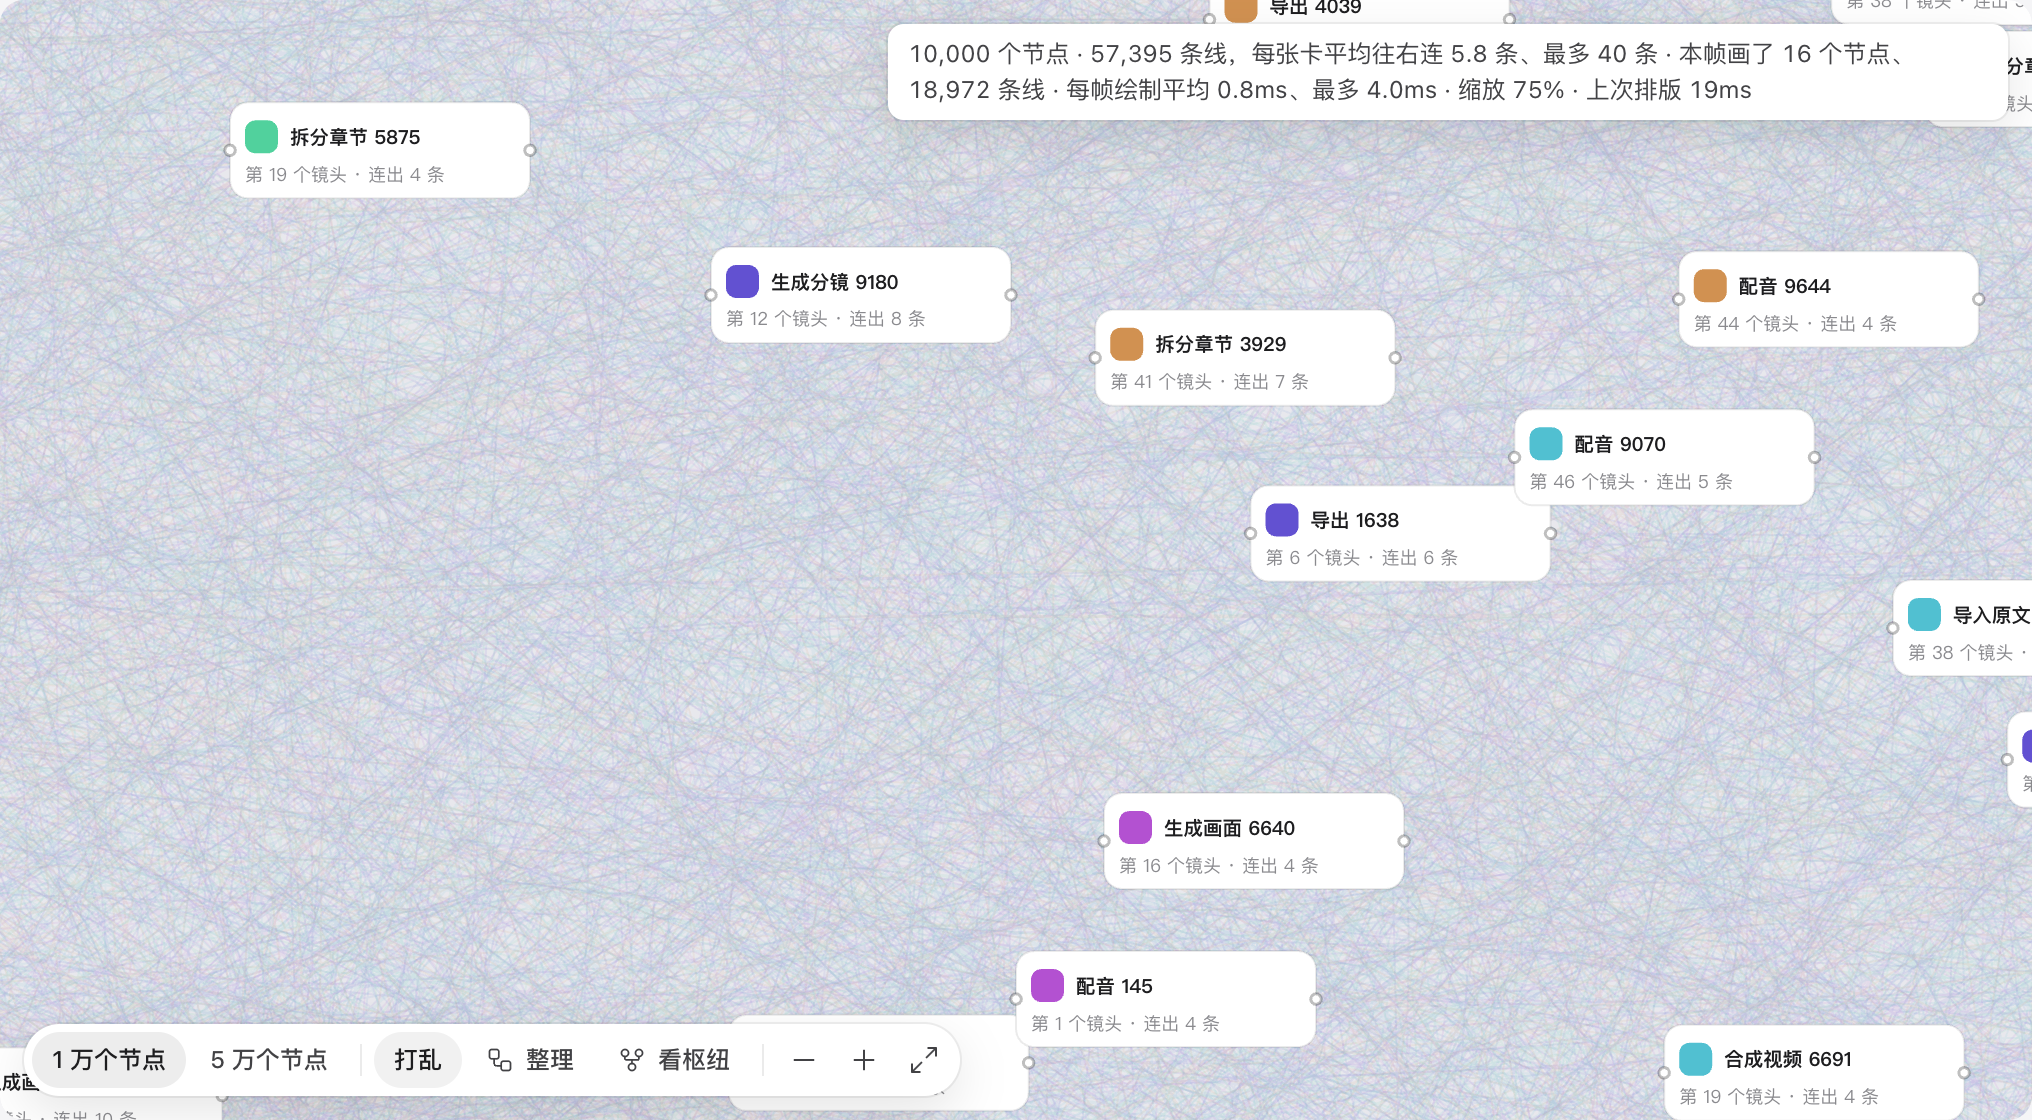 导出 4039
10,000 个节点 · 57,395 条线，每张卡平均往右连 5.8 条、最多 40 条 · 本帧画了 16 个节点、
18,972 条线 · 每帧绘制平均 0.8ms、最多 4.0ms · 缩放 75% · 上次排版 19ms
拆分章节 5875
第 19 个镜头 · 连出 4 条
生成分镜 9180
第 12 个镜头 · 连出 8 条
配音 9644
第 44 个镜头 · 连出 4 条
拆分章节 3929
第 41 个镜头 · 连出 7 条
配音 9070
第 46 个镜头 · 连出 5 条
导出 1638
第 6 个镜头 · 连出 6 条
导入原文
第 38 个镜头 ·
生成画面 6640
第 16 个镜头 · 连出 4 条
配音 145
第 1 个镜头 · 连出 4 条
合成视频 6691
第 19 个镜头 · 连出 4 条
1 万个节点
5 万个节点
打乱
整理
看枢纽